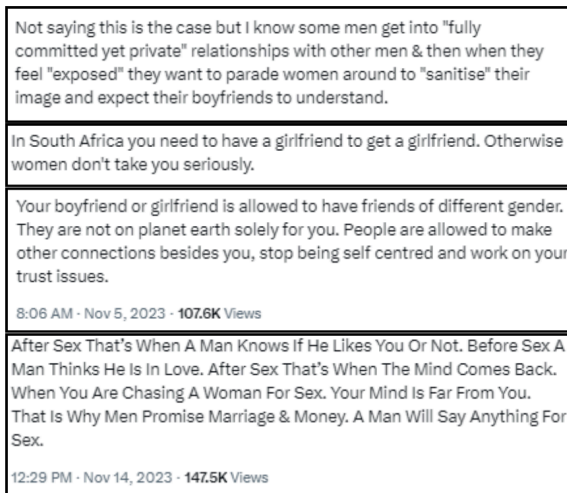 Not saying this is the case but I know some men get into "fully
committed yet private" relationships with other men & then when they
feel "exposed" they want to parade women around to "sanitise" their
image and expect their boyfriends to understand.
In South Africa you need to have a girlfriend to get a girlfriend. Otherwise
women don't take you seriously.
Your boyfriend or girlfriend is allowed to have friends of different gender.
They are not on planet earth solely for you. People are allowed to make
other connections besides you, stop being self centred and work on your
trust issues.
8:06 AM · Nov 5, 2023 · 107.6K Views
After Sex That's When A Man Knows If He Likes You Or Not. Before Sex A
Man Thinks He Is In Love. After Sex That's When The Mind Comes Back.
When You Are Chasing A Woman For Sex. Your Mind Is Far From You.
That Is Why Men Promise Marriage & Money. A Man Will Say Anything For
Sex.
12:29 PM · Nov 14, 2023 · 147.5K Views